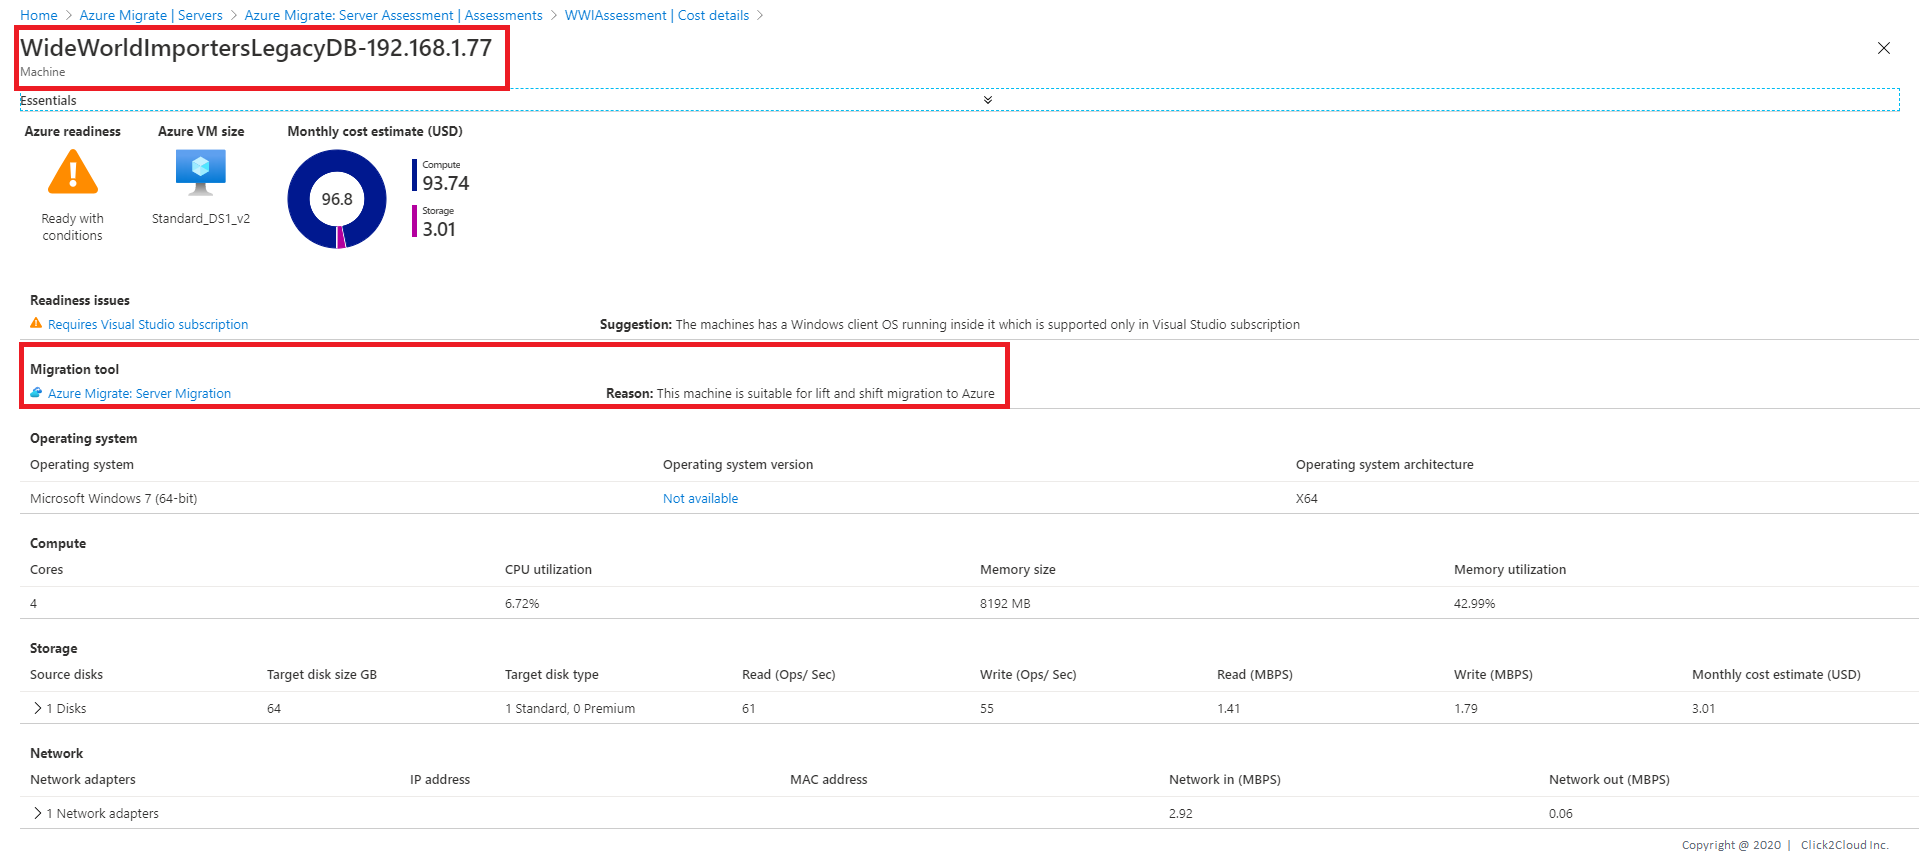 Home > Azure Migrate | Servers > Azure Migrate: Server Assessment | Assessments > WWIAssessment | Cost details >
WideWorldImportersLegacyDB-192.168.1.77
Machine
Essentials
Azure readiness Azure VM size Monthly cost estimate (USD)
Compute
93.74
96.8
Storage
3.01
Ready with conditions
Standard_DS1_v2
Readiness issues
Requires Visual Studio subscription Suggestion: The machines has a Windows client OS running inside it which is supported only in Visual Studio subscription
Migration tool
Azure Migrate: Server Migration Reason: This machine is suitable for lift and shift migration to Azure
Operating system
Operating system Operating system version Operating system architecture
Microsoft Windows 7 (64-bit) Not available X64
Compute
Cores CPU utilization Memory size Memory utilization
4 6.72% 8192 MB 42.99%
Storage
Source disks Target disk size GB Target disk type Read (Ops/ Sec) Write (Ops/ Sec) Read (MBPS) Write (MBPS) Monthly cost estimate (USD)
1 Disks 64 1 Standard, 0 Premium 61 55 1.41 1.79 3.01
Network
Network adapters IP address MAC address Network in (MBPS) Network out (MBPS)
1 Network adapters 2.92 0.06
Copyright @ 2020 | Click2Cloud Inc.